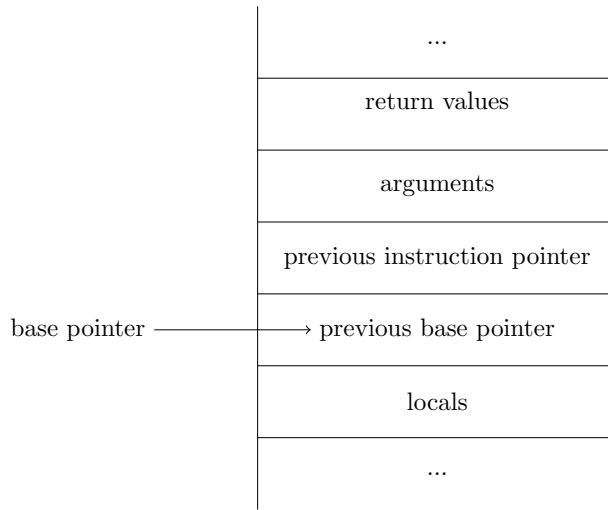 ...
return values
arguments
previous instruction pointer
base pointer
previous base pointer
locals
...